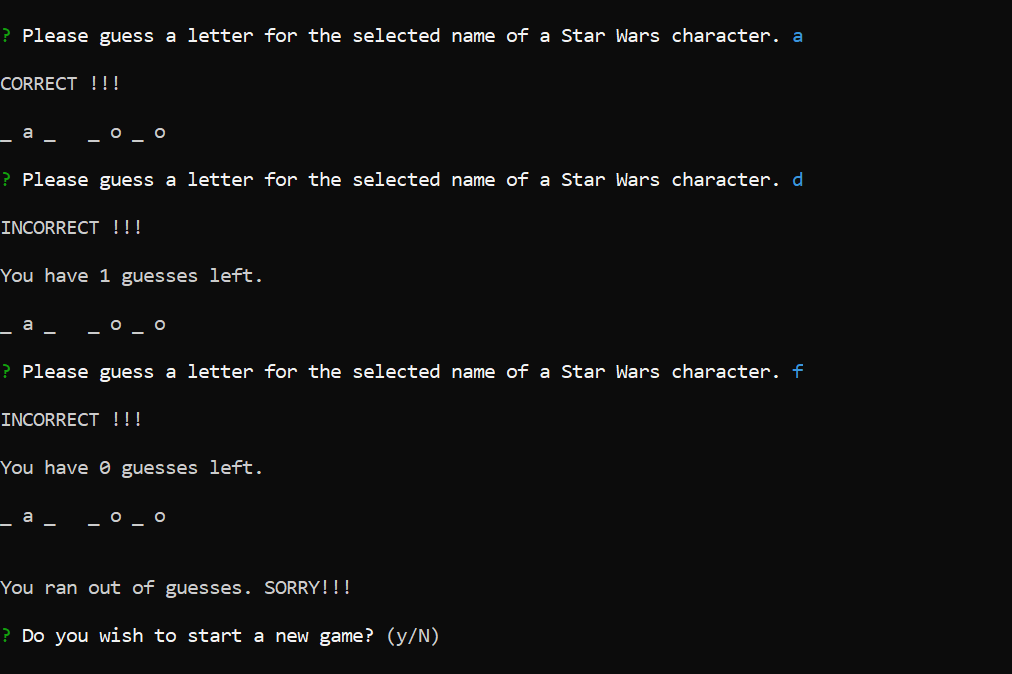 ? Please guess a letter for the selected name of a Star Wars character. a
CORRECT !!!
_ a _   _ o _ o
? Please guess a letter for the selected name of a Star Wars character. d
INCORRECT !!!
You have 1 guesses left.
_ a _   _ o _ o
? Please guess a letter for the selected name of a Star Wars character. f
INCORRECT !!!
You have 0 guesses left.
_ a _   _ o _ o
You ran out of guesses. SORRY!!!
? Do you wish to start a new game? (y/N)